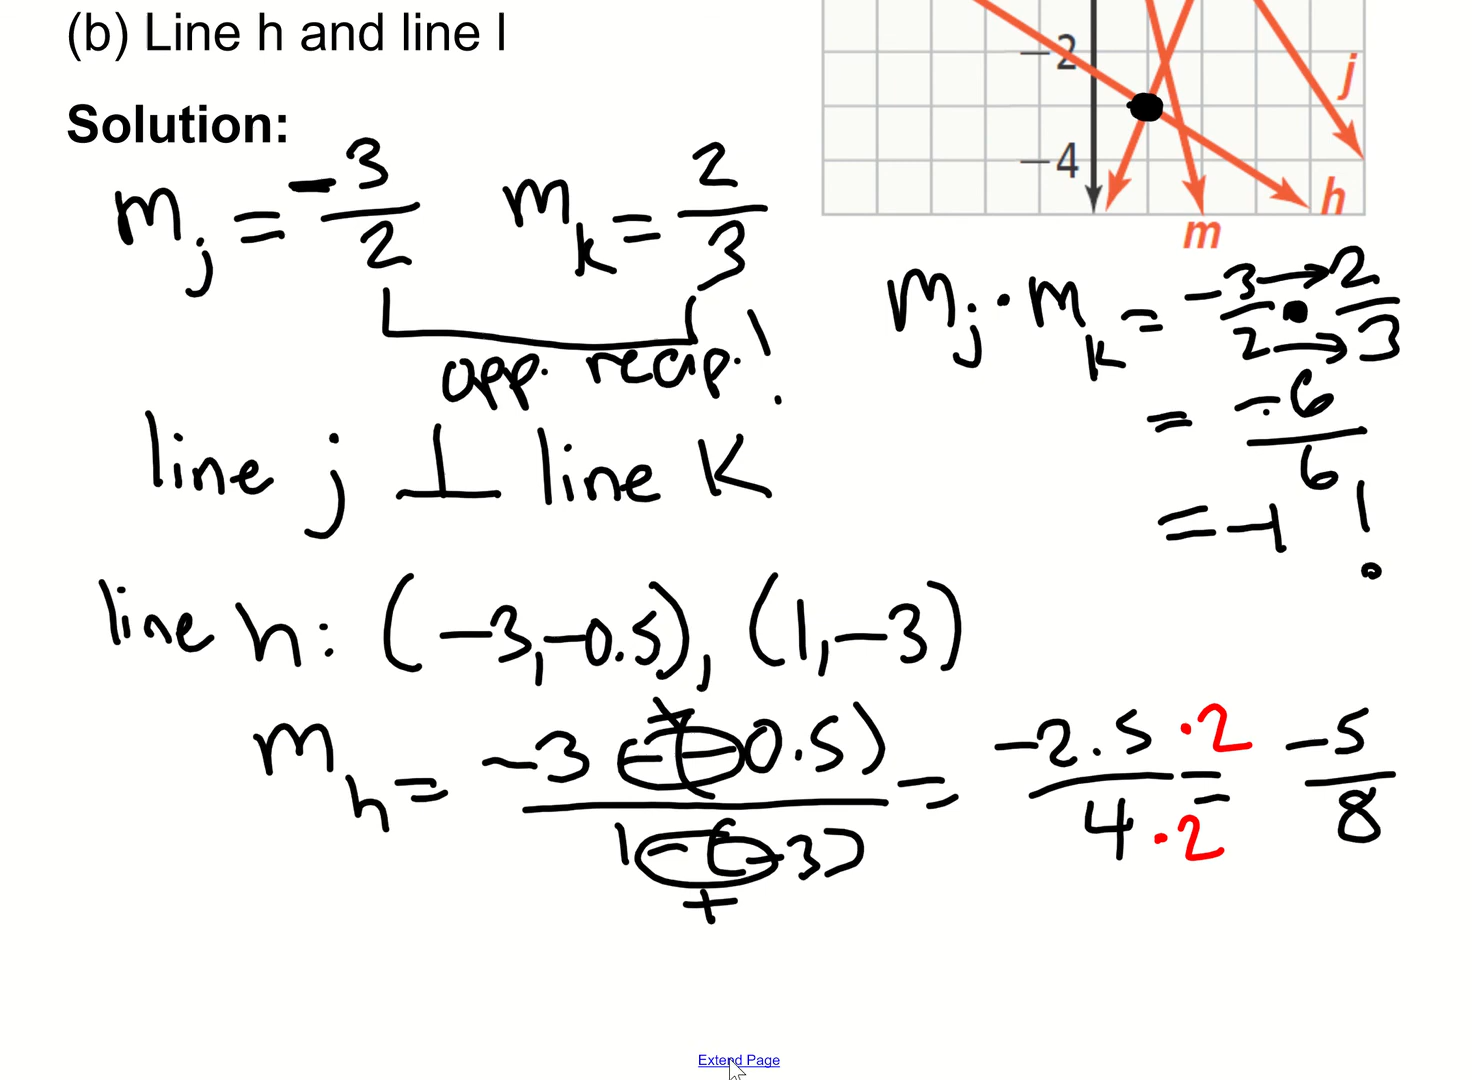 (b) Line h and line l
Solution:
-2
-4
j
h
m
m_j = -3/2
m_k = 2/3
opp. recip.!
m_j · m_k = -3/2 · 2/3
= -6/6
= -1!
line j ⊥ line k
line h: (-3,-0.5), (1,-3)
m_h = -3-(-0.5)/1-(-3) = -2.5·2/4·2 = -5/8
+
+
Extend Page